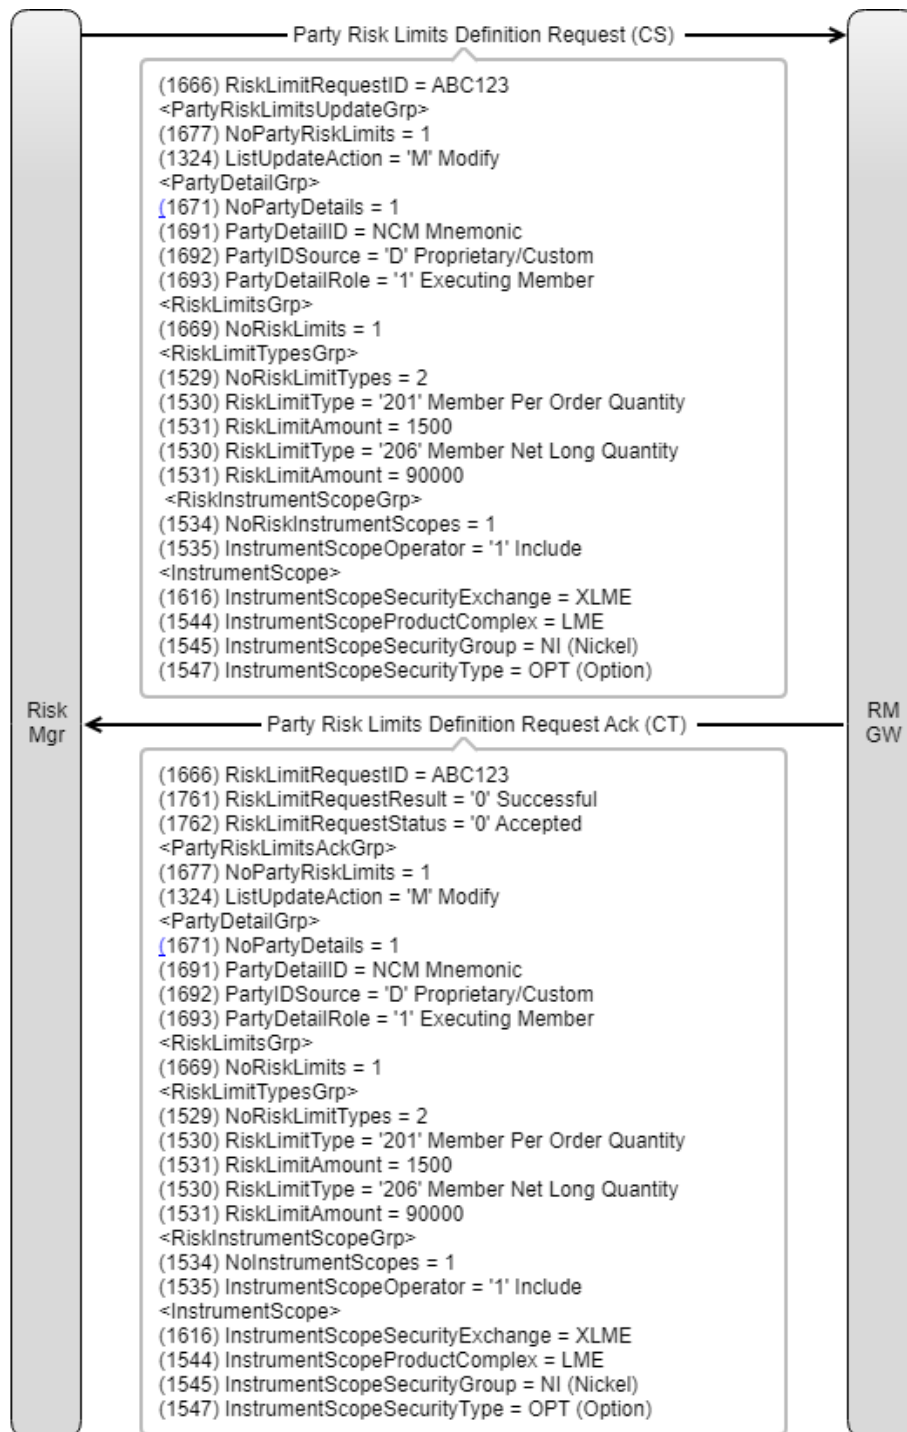 Party Risk Limits Definition Request (CS)
(1666) RiskLimitRequestID = ABC123
<PartyRiskLimitsUpdateGrp>
(1677) NoPartyRiskLimits = 1
(1324) ListUpdateAction = 'M' Modify
<PartyDetailGrp>
(1671) NoPartyDetails = 1
(1691) PartyDetailID = NCM Mnemonic
(1692) PartyIDSource = 'D' Proprietary/Custom
(1693) PartyDetailRole = '1' Executing Member
<RiskLimitsGrp>
(1669) NoRiskLimits = 1
<RiskLimitTypesGrp>
(1529) NoRiskLimitTypes = 2
(1530) RiskLimitType = '201' Member Per Order Quantity
(1531) RiskLimitAmount = 1500
(1530) RiskLimitType = '206' Member Net Long Quantity
(1531) RiskLimitAmount = 90000
<RiskInstrumentScopeGrp>
(1534) NoRiskInstrumentScopes = 1
(1535) InstrumentScopeOperator = '1' Include
<InstrumentScope>
(1616) InstrumentScopeSecurityExchange = XLME
(1544) InstrumentScopeProductComplex = LME
(1545) InstrumentScopeSecurityGroup = NI (Nickel)
(1547) InstrumentScopeSecurityType = OPT (Option)
Risk
Mgr
RM
GW
Party Risk Limits Definition Request Ack (CT)
(1666) RiskLimitRequestID = ABC123
(1761) RiskLimitRequestResult = '0' Successful
(1762) RiskLimitRequestStatus = '0' Accepted
<PartyRiskLimitsAckGrp>
(1677) NoPartyRiskLimits = 1
(1324) ListUpdateAction = 'M' Modify
<PartyDetailGrp>
(1671) NoPartyDetails = 1
(1691) PartyDetailID = NCM Mnemonic
(1692) PartyIDSource = 'D' Proprietary/Custom
(1693) PartyDetailRole = '1' Executing Member
<RiskLimitsGrp>
(1669) NoRiskLimits = 1
<RiskLimitTypesGrp>
(1529) NoRiskLimitTypes = 2
(1530) RiskLimitType = '201' Member Per Order Quantity
(1531) RiskLimitAmount = 1500
(1530) RiskLimitType = '206' Member Net Long Quantity
(1531) RiskLimitAmount = 90000
<RiskInstrumentScopeGrp>
(1534) NoInstrumentScopes = 1
(1535) InstrumentScopeOperator = '1' Include
<InstrumentScope>
(1616) InstrumentScopeSecurityExchange = XLME
(1544) InstrumentScopeProductComplex = LME
(1545) InstrumentScopeSecurityGroup = NI (Nickel)
(1547) InstrumentScopeSecurityType = OPT (Option)